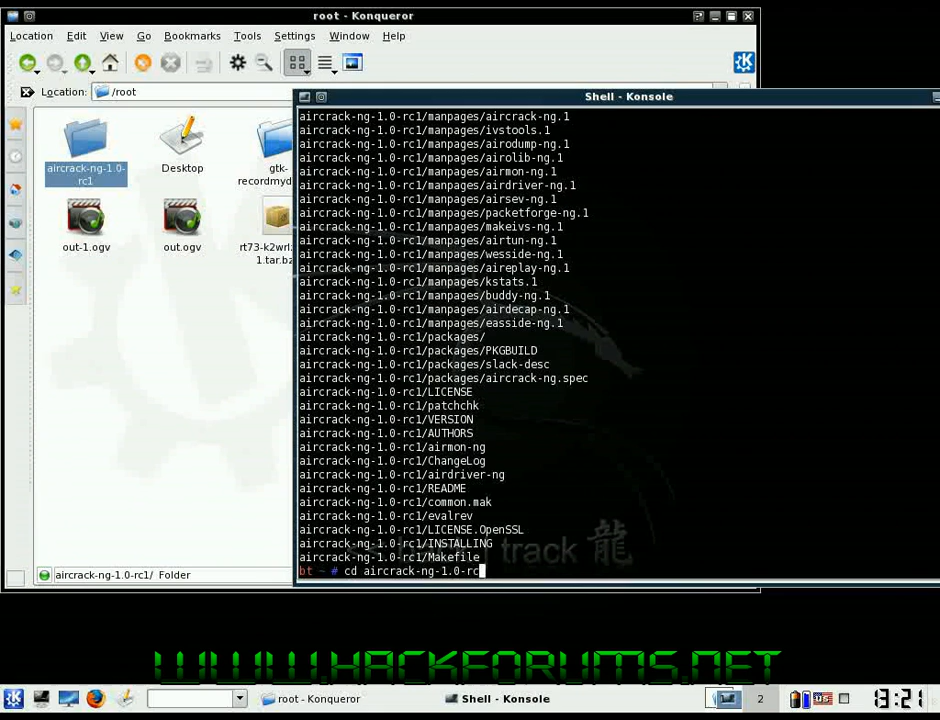 root - Konqueror
Location Edit View Go Bookmarks Tools Settings Window Help
Location: /root
aircrack-ng-1.0-rc1
Desktop
gtk-
recordmyd
out-1.ogv
out.ogv
rt73-k2wrl
1.tar.bz
aircrack-ng-1.0-rc1/ Folder
Shell - Konsole
aircrack-ng-1.0-rc1/manpages/aircrack-ng.1
aircrack-ng-1.0-rc1/manpages/ivstools.1
aircrack-ng-1.0-rc1/manpages/airodump-ng.1
aircrack-ng-1.0-rc1/manpages/airolib-ng.1
aircrack-ng-1.0-rc1/manpages/airmon-ng.1
aircrack-ng-1.0-rc1/manpages/airdriver-ng.1
aircrack-ng-1.0-rc1/manpages/airsev-ng.1
aircrack-ng-1.0-rc1/manpages/packetforge-ng.1
aircrack-ng-1.0-rc1/manpages/makeivs-ng.1
aircrack-ng-1.0-rc1/manpages/airtun-ng.1
aircrack-ng-1.0-rc1/manpages/wesside-ng.1
aircrack-ng-1.0-rc1/manpages/aireplay-ng.1
aircrack-ng-1.0-rc1/manpages/kstats.1
aircrack-ng-1.0-rc1/manpages/buddy-ng.1
aircrack-ng-1.0-rc1/manpages/airdecap-ng.1
aircrack-ng-1.0-rc1/manpages/easside-ng.1
aircrack-ng-1.0-rc1/packages/
aircrack-ng-1.0-rc1/packages/PKGBUILD
aircrack-ng-1.0-rc1/packages/slack-desc
aircrack-ng-1.0-rc1/packages/aircrack-ng.spec
aircrack-ng-1.0-rc1/LICENSE
aircrack-ng-1.0-rc1/patchchk
aircrack-ng-1.0-rc1/VERSION
aircrack-ng-1.0-rc1/AUTHORS
aircrack-ng-1.0-rc1/airmon-ng
aircrack-ng-1.0-rc1/ChangeLog
aircrack-ng-1.0-rc1/airdriver-ng
aircrack-ng-1.0-rc1/README
aircrack-ng-1.0-rc1/common.mak
aircrack-ng-1.0-rc1/evalrev
aircrack-ng-1.0-rc1/LICENSE.OpenSSL
aircrack-ng-1.0-rc1/INSTALLING
aircrack-ng-1.0-rc1/Makefile
bt ~ # cd aircrack-ng-1.0-rc
track 龍
WWW.HACKFORUMS.NET
root - Konqueror
Shell - Konsole
2
13:21